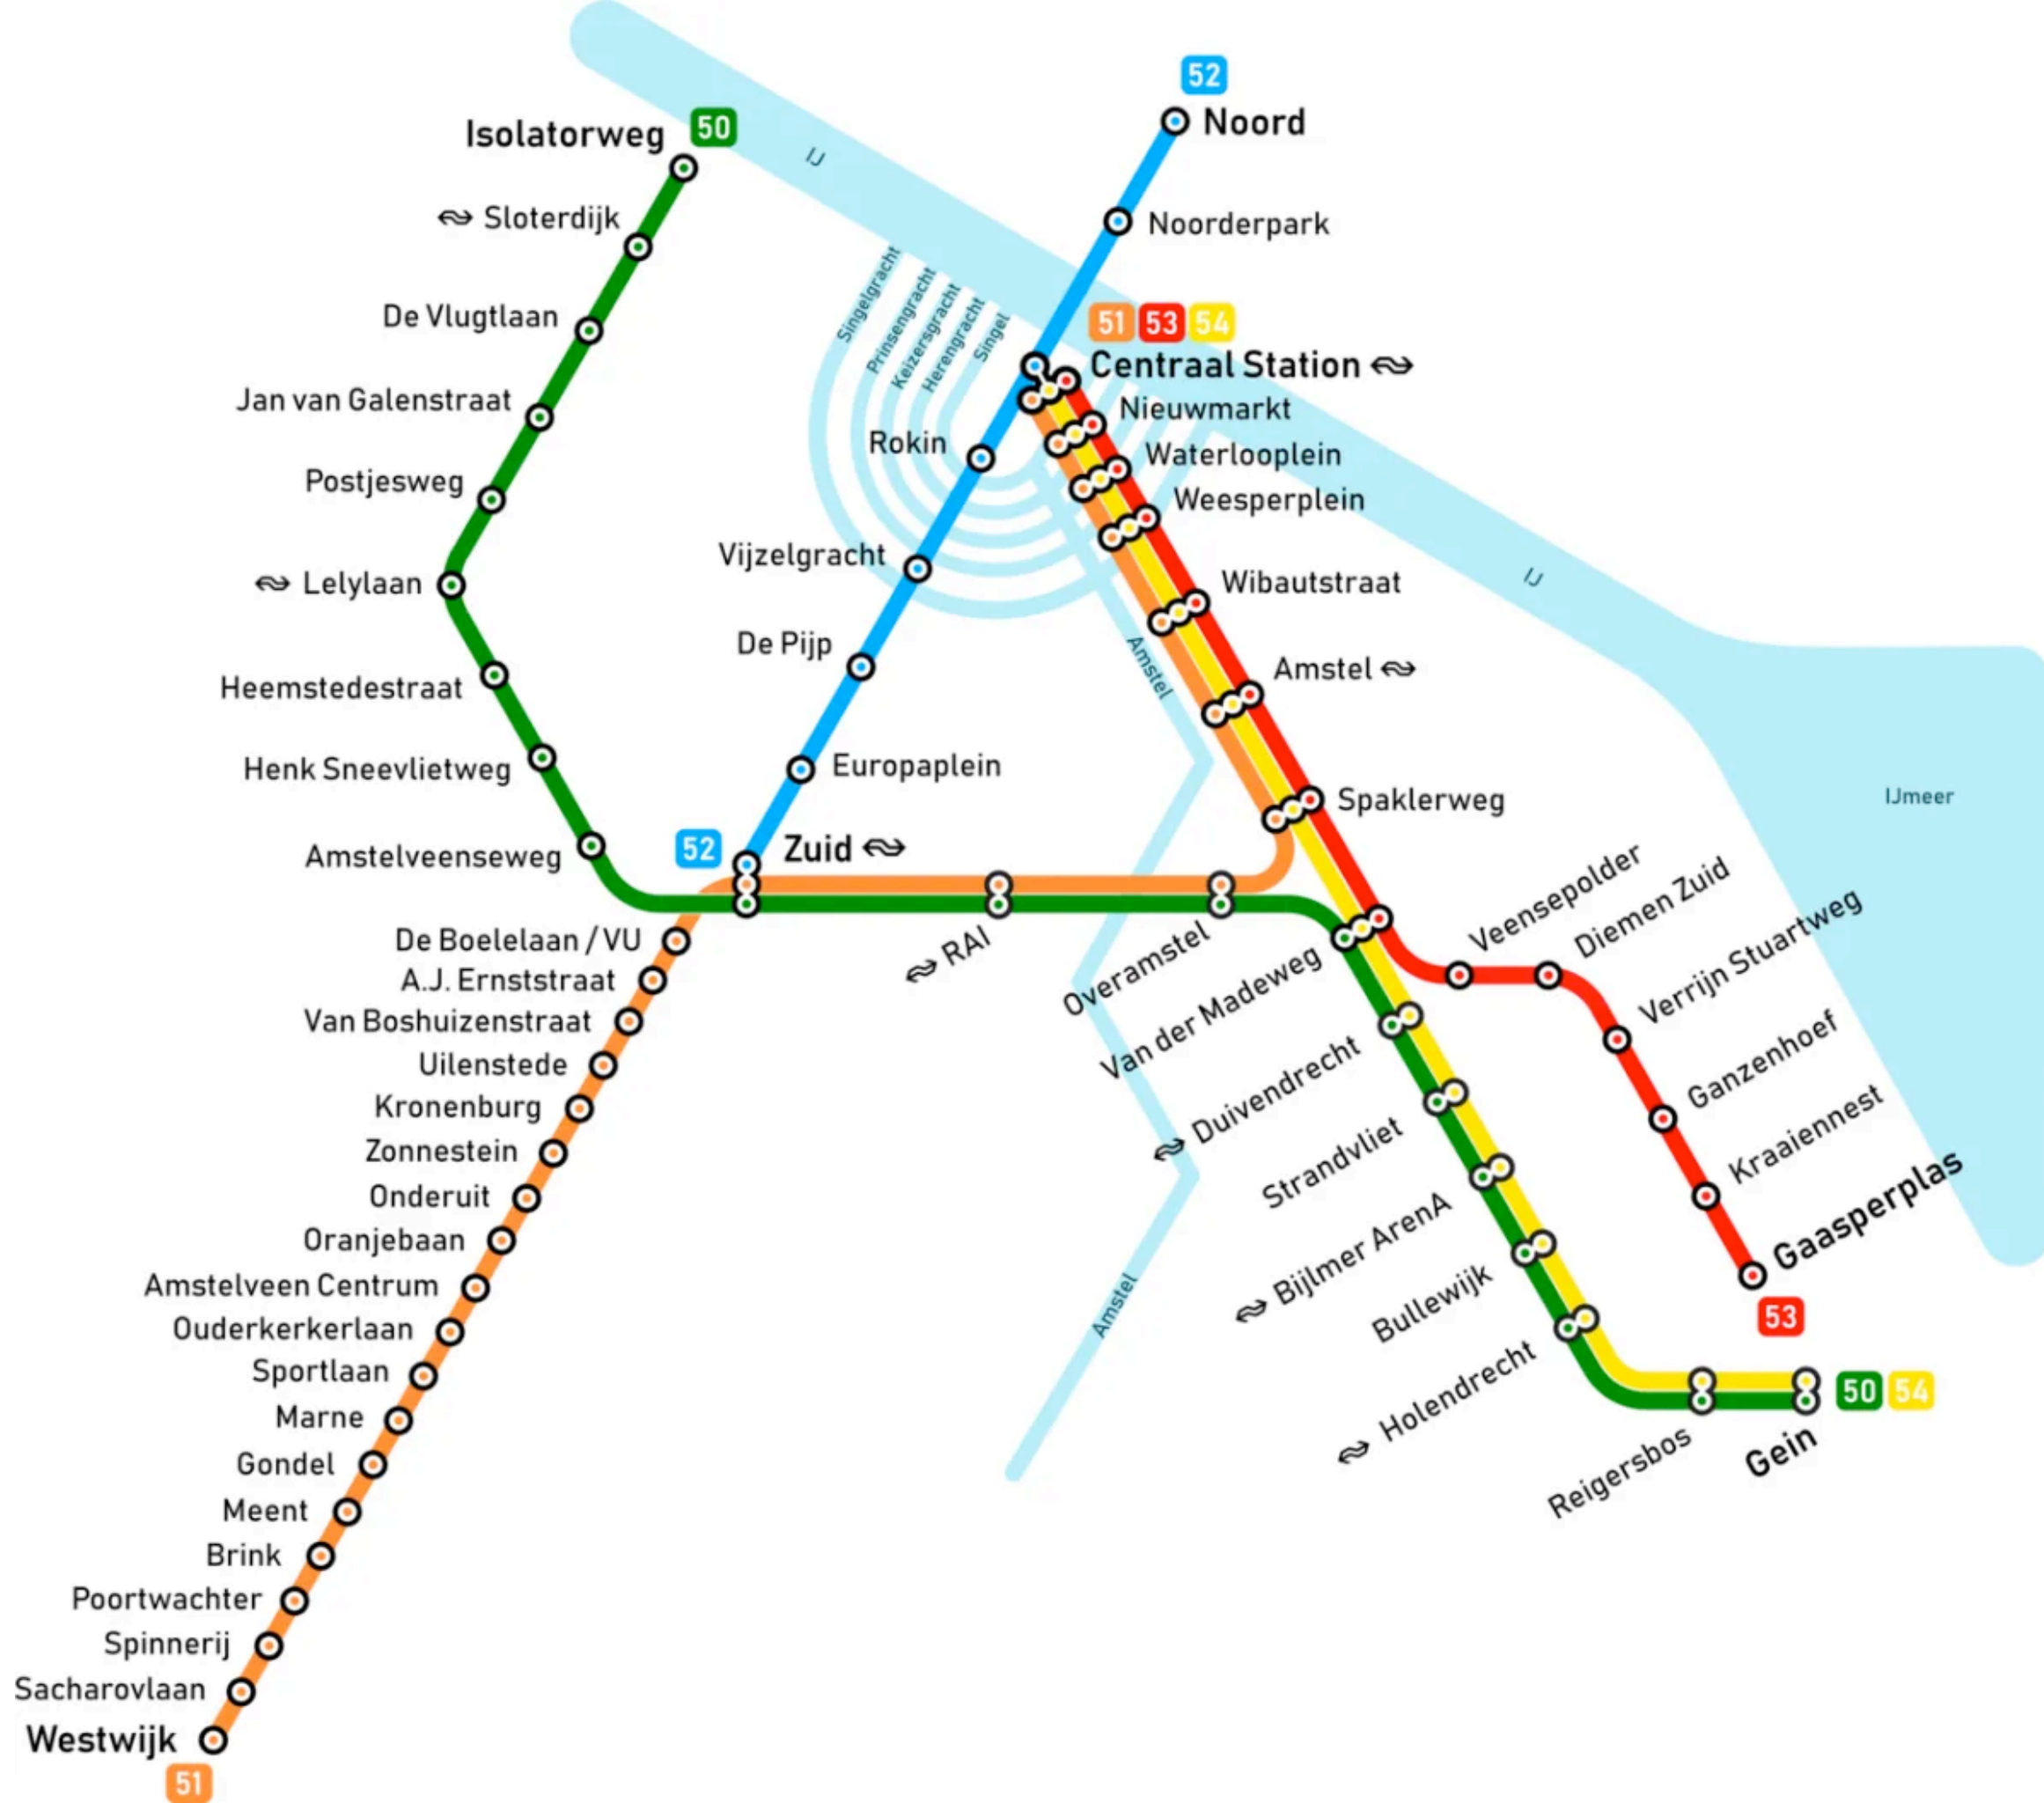 52
Noord
Isolatorweg
50
IJ
Sloterdijk
Noorderpark
De Vlugtlaan
Singelgracht
Prinsengracht
Keizersgracht
Herengracht
Singel
51 53 54
Centraal Station
Jan van Galenstraat
Nieuwmarkt
Rokin
Waterlooplein
Postjesweg
Weesperplein
Vijzelgracht
Lelylaan
Wibautstraat
IJ
De Pijp
Amstel
Amstel
Heemstedestraat
Henk Sneevlietweg
Europaplein
Spaklerweg
IJmeer
Amstelveenseweg
52
Zuid
De Boelelaan / VU
RAI
Overamstel
Van der Madeweg
Veensepolder
Diemen Zuid
Verrijn Stuartweg
A.J. Ernststraat
Van Boshuizenstraat
Uilenstede
Kronenburg
Zonnestein
Onderuit
Oranjebaan
Amstelveen Centrum
Ouderkerkerlaan
Sportlaan
Marne
Gondel
Meent
Brink
Poortwachter
Spinnerij
Sacharovlaan
Westwijk
51
Duivendrecht
Strandvliet
Bijlmer ArenA
Bullewijk
Holendrecht
Reigersbos
Gein
50 54
Ganzenhoef
Kraaiennest
Gaasperplas
53
Amstel